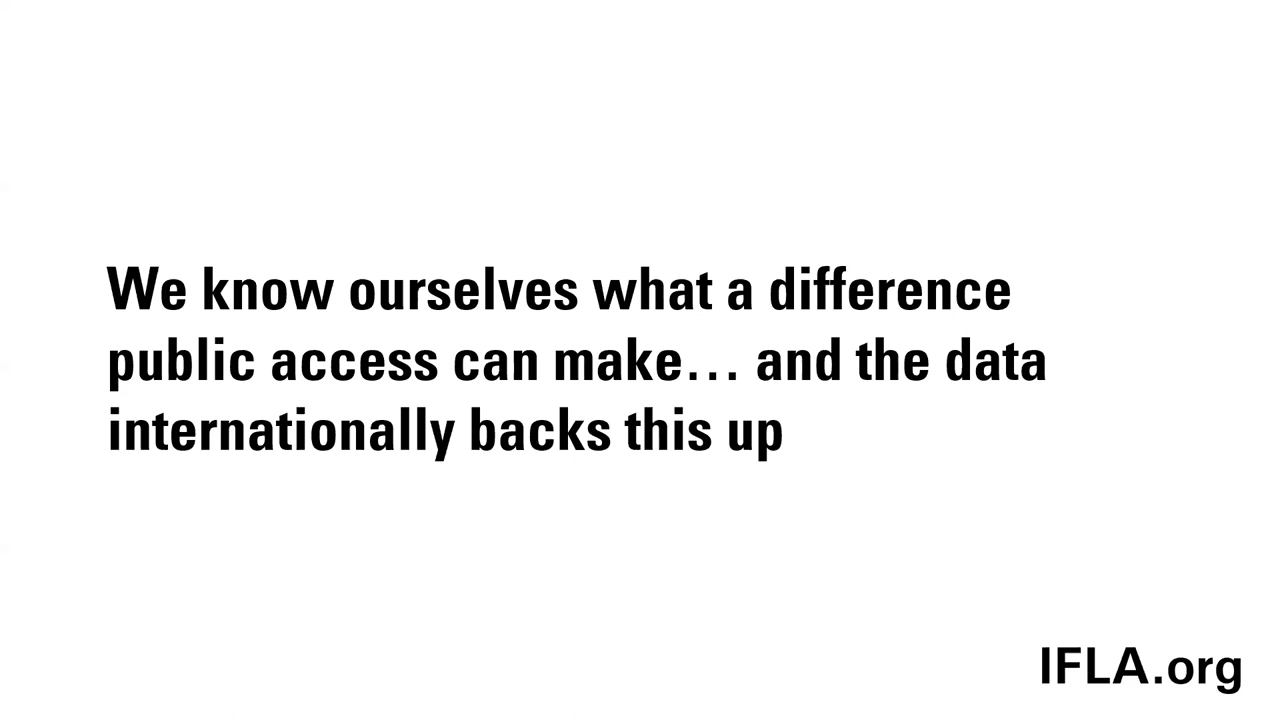 We know ourselves what a difference
public access can make… and the data
internationally backs this up
IFLA.org